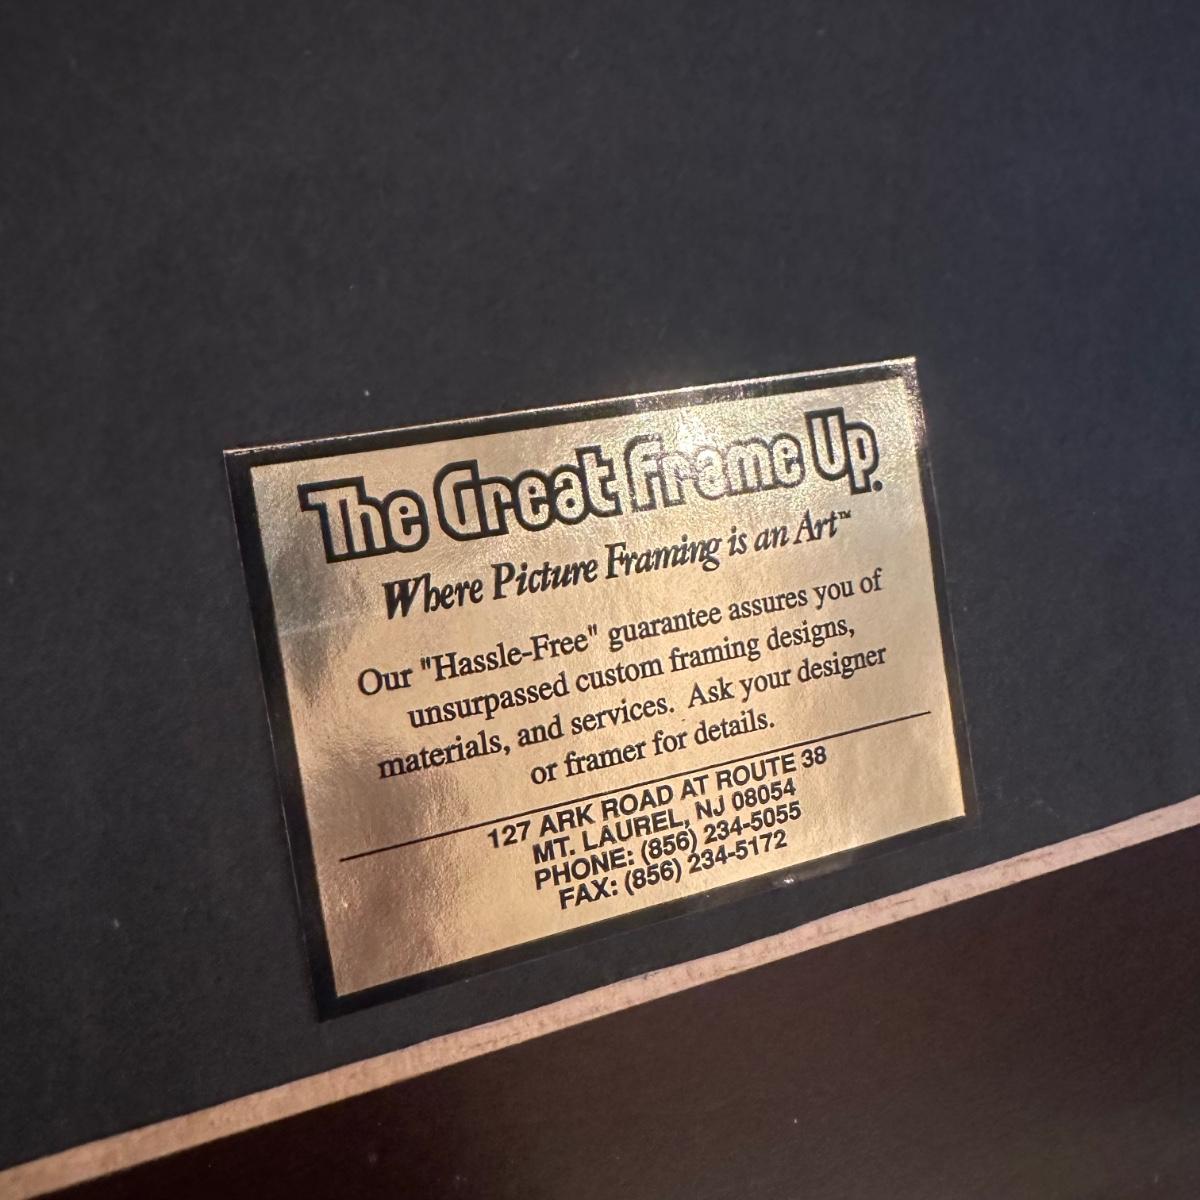 The Great Frame Up®
Where Picture Framing is an Art™
Our "Hassle-Free" guarantee assures you of
unsurpassed custom framing designs,
materials, and services. Ask your designer
or framer for details.
127 ARK ROAD AT ROUTE 38
MT. LAUREL, NJ 08054
PHONE: (856) 234-5055
FAX: (856) 234-5172